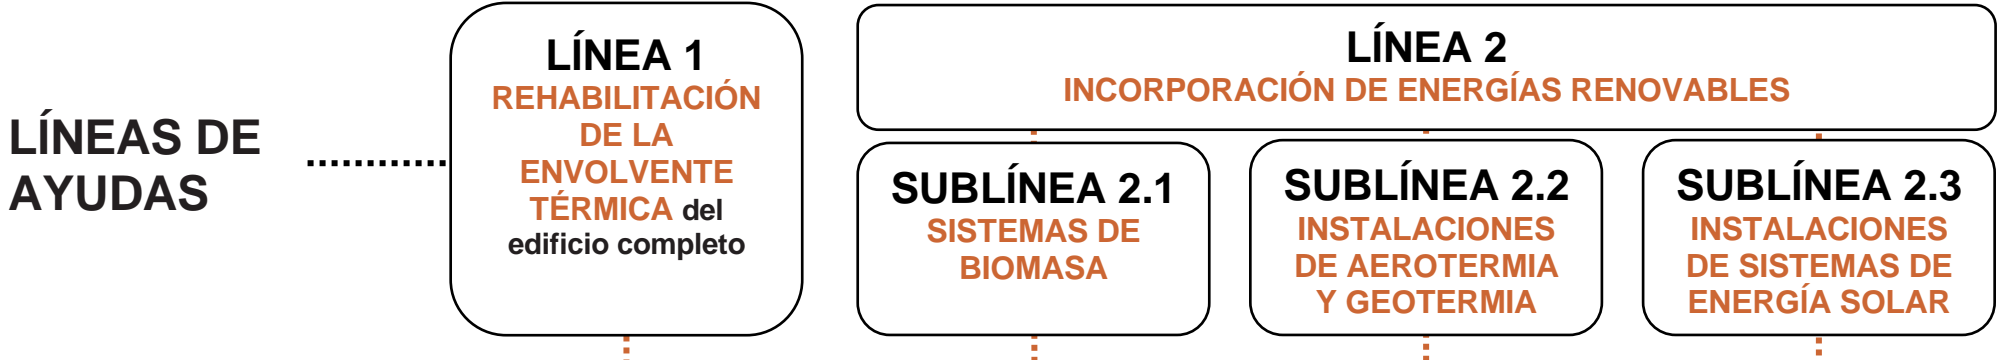 LÍNEAS DE
AYUDAS
LÍNEA 1
REHABILITACIÓN
DE LA
ENVOLVENTE
TÉRMICA del
edificio completo
LÍNEA 2
INCORPORACIÓN DE ENERGÍAS RENOVABLES
SUBLÍNEA 2.1
SISTEMAS DE
BIOMASA
SUBLÍNEA 2.2
INSTALACIONES
DE AEROTERMIA
Y GEOTERMIA
SUBLÍNEA 2.3
INSTALACIONES
DE SISTEMAS DE
ENERGÍA SOLAR